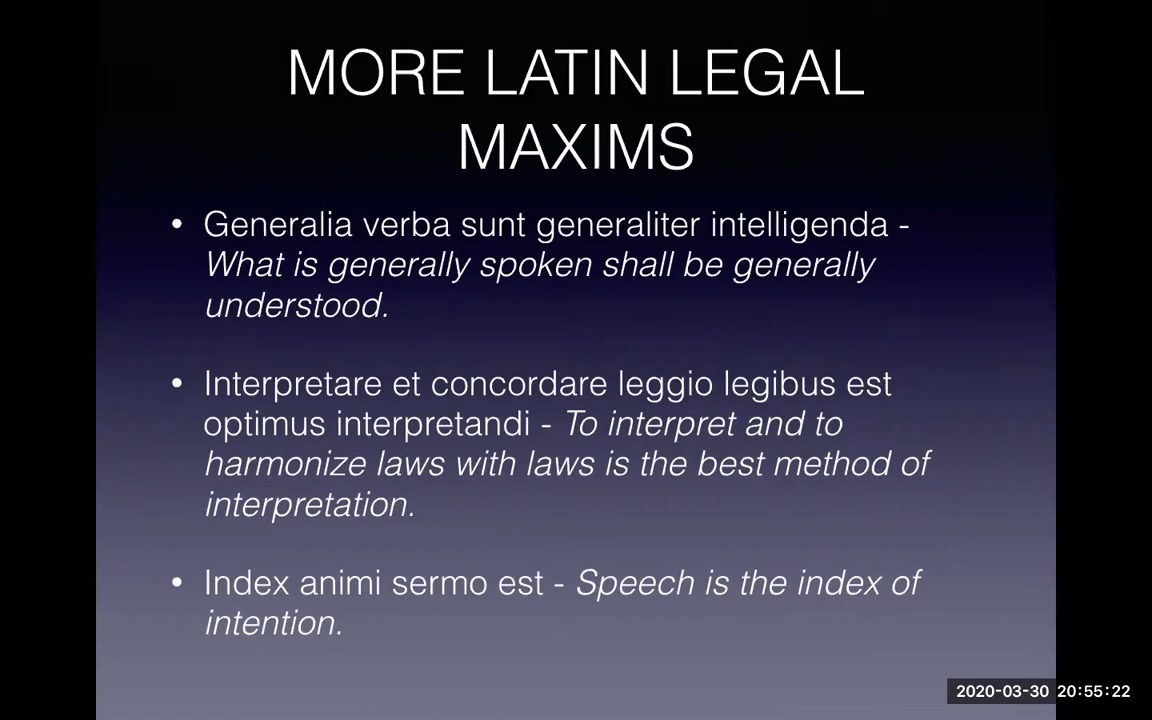 MORE LATIN LEGAL
MAXIMS
• Generalia verba sunt generaliter intelligenda -
What is generally spoken shall be generally
understood.
• Interpretare et concordare leggio legibus est
optimus interpretandi - To interpret and to
harmonize laws with laws is the best method of
interpretation.
• Index animi sermo est - Speech is the index of
intention.
2020-03-30 20:55:22